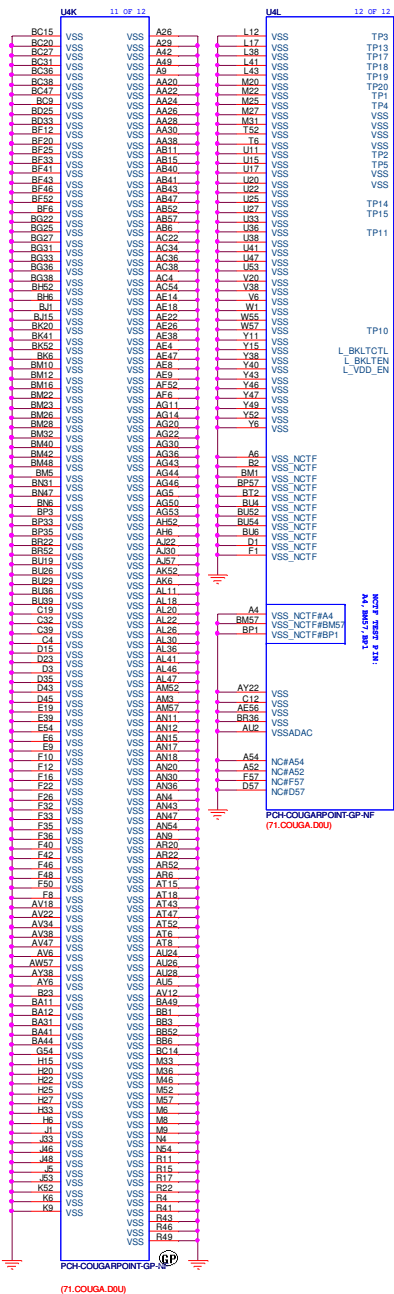 U4K 11 OF 12
BC15 VSS VSS A26
BC20 VSS VSS A29
BC27 VSS VSS A42
BC31 VSS VSS A49
BC36 VSS VSS A9
BC38 VSS VSS AA20
BC47 VSS VSS AA22
BC9 VSS VSS AA24
BD25 VSS VSS AA26
BD33 VSS VSS AA28
BF12 VSS VSS AA30
BF20 VSS VSS AA38
BF25 VSS VSS AB11
BF33 VSS VSS AB15
BF41 VSS VSS AB40
BF43 VSS VSS AB41
BF46 VSS VSS AB43
BF52 VSS VSS AB47
BF6 VSS VSS AB52
BG22 VSS VSS AB57
BG25 VSS VSS AB6
BG27 VSS VSS AC22
BG31 VSS VSS AC34
BG33 VSS VSS AC36
BG36 VSS VSS AC38
BG38 VSS VSS AC4
BH52 VSS VSS AC54
BH6 VSS VSS AE14
BJ1 VSS VSS AE18
BJ15 VSS VSS AE22
BK20 VSS VSS AE26
BK41 VSS VSS AE38
BK52 VSS VSS AE4
BK6 VSS VSS AE47
BM10 VSS VSS AE8
BM12 VSS VSS AE9
BM16 VSS VSS AF52
BM22 VSS VSS AF6
BM23 VSS VSS AG11
BM26 VSS VSS AG14
BM28 VSS VSS AG20
BM32 VSS VSS AG22
BM40 VSS VSS AG30
BM42 VSS VSS AG36
BM48 VSS VSS AG43
BM5 VSS VSS AG44
BN31 VSS VSS AG46
BN47 VSS VSS AG5
BN6 VSS VSS AG50
BP3 VSS VSS AG53
BP33 VSS VSS AH52
BP35 VSS VSS AH6
BR22 VSS VSS AJ22
BR52 VSS VSS AJ30
BU19 VSS VSS AJ57
BU26 VSS VSS AK52
BU29 VSS VSS AK6
BU36 VSS VSS AL11
BU39 VSS VSS AL18
C19 VSS VSS AL20
C32 VSS VSS AL22
C39 VSS VSS AL26
C4 VSS VSS AL30
D15 VSS VSS AL36
D23 VSS VSS AL41
D3 VSS VSS AL46
D35 VSS VSS AL47
D43 VSS VSS AM52
D45 VSS VSS AM3
E19 VSS VSS AM57
E39 VSS VSS AN11
E54 VSS VSS AN12
E6 VSS VSS AN15
E9 VSS VSS AN17
F10 VSS VSS AN18
F12 VSS VSS AN20
F16 VSS VSS AN30
F22 VSS VSS AN36
F26 VSS VSS AN4
F32 VSS VSS AN43
F33 VSS VSS AN47
F35 VSS VSS AN54
F36 VSS VSS AN9
F40 VSS VSS AR20
F42 VSS VSS AR22
F46 VSS VSS AR52
F48 VSS VSS AR6
F50 VSS VSS AT15
F8 VSS VSS AT18
AV18 VSS VSS AT43
AV22 VSS VSS AT47
AV34 VSS VSS AT52
AV38 VSS VSS AT6
AV47 VSS VSS AT8
AV6 VSS VSS AU24
AW57 VSS VSS AU26
AY38 VSS VSS AU28
AY6 VSS VSS AU5
B23 VSS VSS AV12
BA11 VSS VSS BA49
BA12 VSS VSS BB1
BA31 VSS VSS BB3
BA41 VSS VSS BB52
BA44 VSS VSS BB6
G54 VSS VSS BC14
H15 VSS VSS M33
H20 VSS VSS M36
H22 VSS VSS M46
H25 VSS VSS M52
H27 VSS VSS M57
H33 VSS VSS M6
H6 VSS VSS M8
J1 VSS VSS M9
J33 VSS VSS N4
J46 VSS VSS N54
J48 VSS VSS R11
J5 VSS VSS R15
J53 VSS VSS R17
K52 VSS VSS R22
K6 VSS VSS R4
K9 VSS VSS R41
VSS R43
VSS R46
VSS R49
GP
PCH-COUGARPOINT-GP-NF
(71.COUGA.D0U)
U4L 12 OF 12
L12 VSS TP3
L17 VSS TP13
L38 VSS TP17
L41 VSS TP18
L43 VSS TP19
M20 VSS TP20
M22 VSS TP1
M25 VSS TP4
M27 VSS VSS
M31 VSS VSS
T52 VSS VSS
T6 VSS VSS
U11 VSS TP2
U15 VSS TP5
U17 VSS VSS
U20 VSS VSS
U22 VSS
U25 VSS TP14
U27 VSS TP15
U33 VSS
U36 VSS TP11
U38 VSS
U41 VSS
U47 VSS
U53 VSS
V20 VSS
V38 VSS
V6 VSS
W1 VSS
W55 VSS
W57 VSS TP10
Y11 VSS
Y15 VSS L_BKLTCTL
Y38 VSS L_BKLTEN
Y40 VSS L_VDD_EN
Y43 VSS
Y46 VSS
Y47 VSS
Y49 VSS
Y52 VSS
Y6 VSS
A6 VSS_NCTF
B2 VSS_NCTF
BM1 VSS_NCTF
BP57 VSS_NCTF
BT2 VSS_NCTF
BU4 VSS_NCTF
BU52 VSS_NCTF
BU54 VSS_NCTF
BU6 VSS_NCTF
D1 VSS_NCTF
F1 VSS_NCTF
A4 VSS_NCTF#A4
BM57 VSS_NCTF#BM57
BP1 VSS_NCTF#BP1
NCTF TEST PIN:
A4,BM57,BP1
AY22 VSS
C12 VSS
AE56 VSS
BR36 VSS
AU2 VSSADAC
A54 NC#A54
A52 NC#A52
F57 NC#F57
D57 NC#D57
PCH-COUGARPOINT-GP-NF
(71.COUGA.D0U)